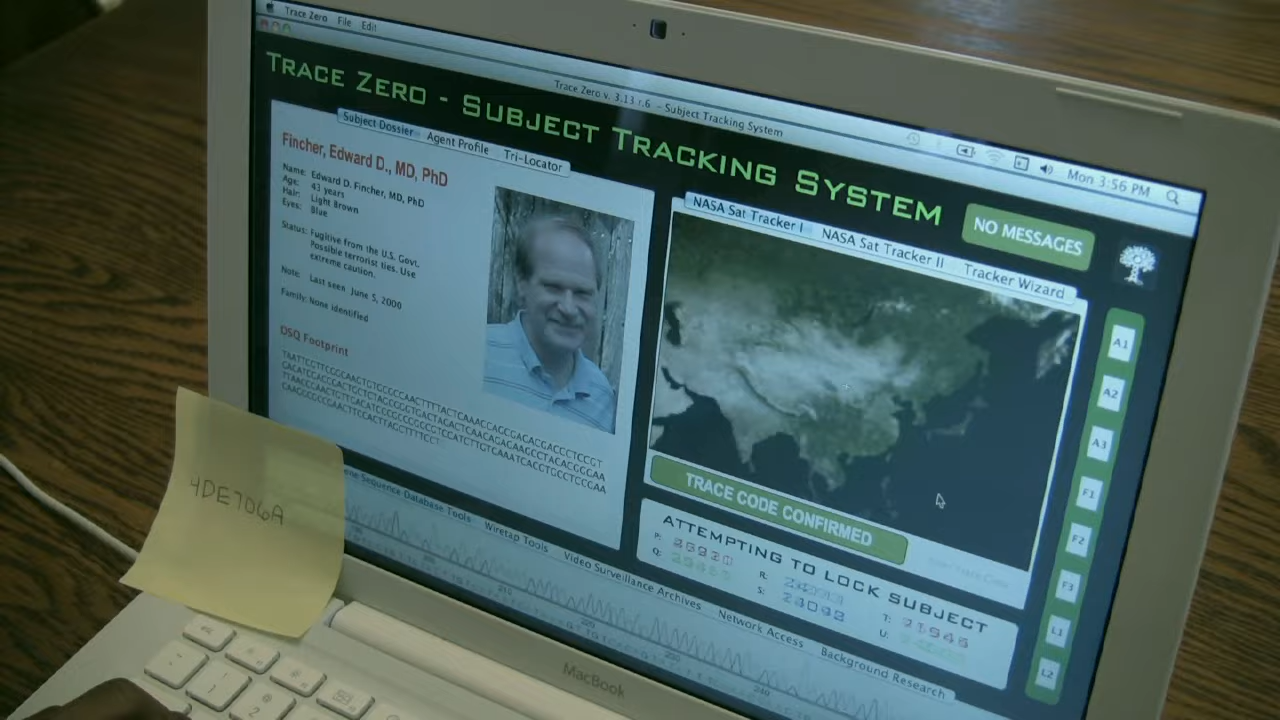 Trace Zero File Edit
Trace Zero v. 3.13 r.6 - Subject Tracking System
Mon 3:56 PM
TRACE ZERO - SUBJECT TRACKING SYSTEM
NO MESSAGES
Subject Dossier Agent Profile Tri-Locator
Fincher, Edward D., MD, PhD
Name: Edward D. Fincher, MD, PhD
Age: 43 years
Hair: Light Brown
Eyes: Blue
Status: Fugitive from the U.S. Govt.
Possible terrorist ties. Use
extreme caution.
Note: Last seen June 5, 2000
Family: None identified
DSQ Footprint
NASA Sat Tracker I NASA Sat Tracker II Tracker Wizard
TRACE CODE CONFIRMED
ATTEMPTING TO LOCK SUBJECT
P: R: T:
Q: S: U:
A1
A2
A3
F1
F2
F3
L1
L2
Sequence Database Tools Wiretap Tools Video Surveillance Archives Network Access Background Research
4DE706A
MacBook